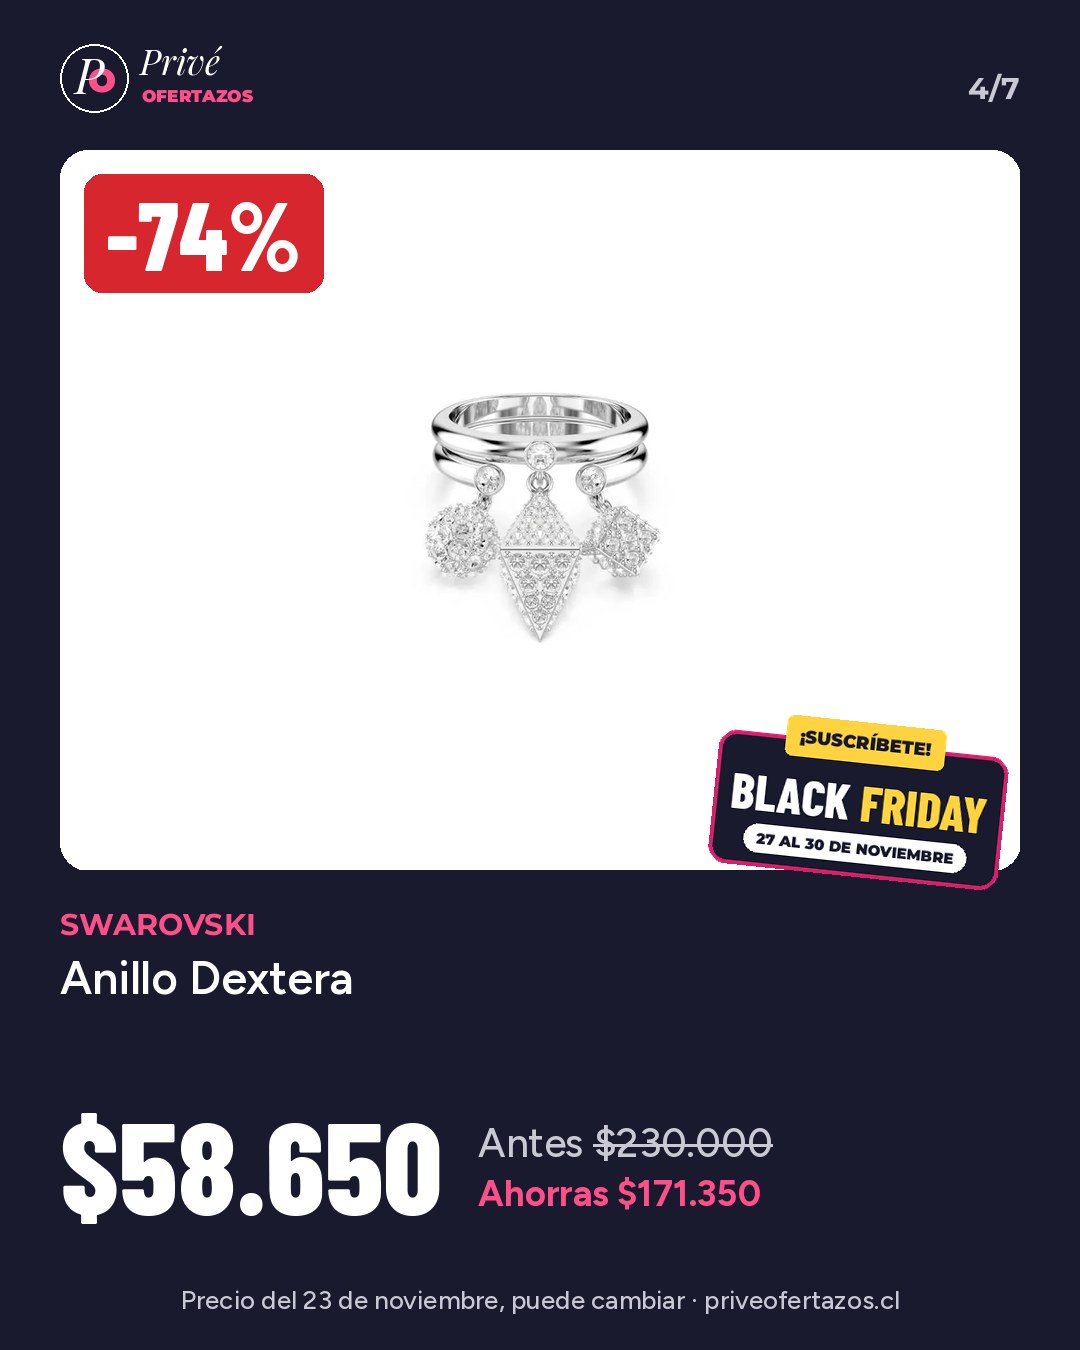 Po
Privé
OFERTAZOS
4/7
-74%
¡SUSCRÍBETE!
BLACK FRIDAY
27 AL 30 DE NOVIEMBRE
SWAROVSKI
Anillo Dextera
$58.650
Antes $230.000
Ahorras $171.350
Precio del 23 de noviembre, puede cambiar · priveofertazos.cl